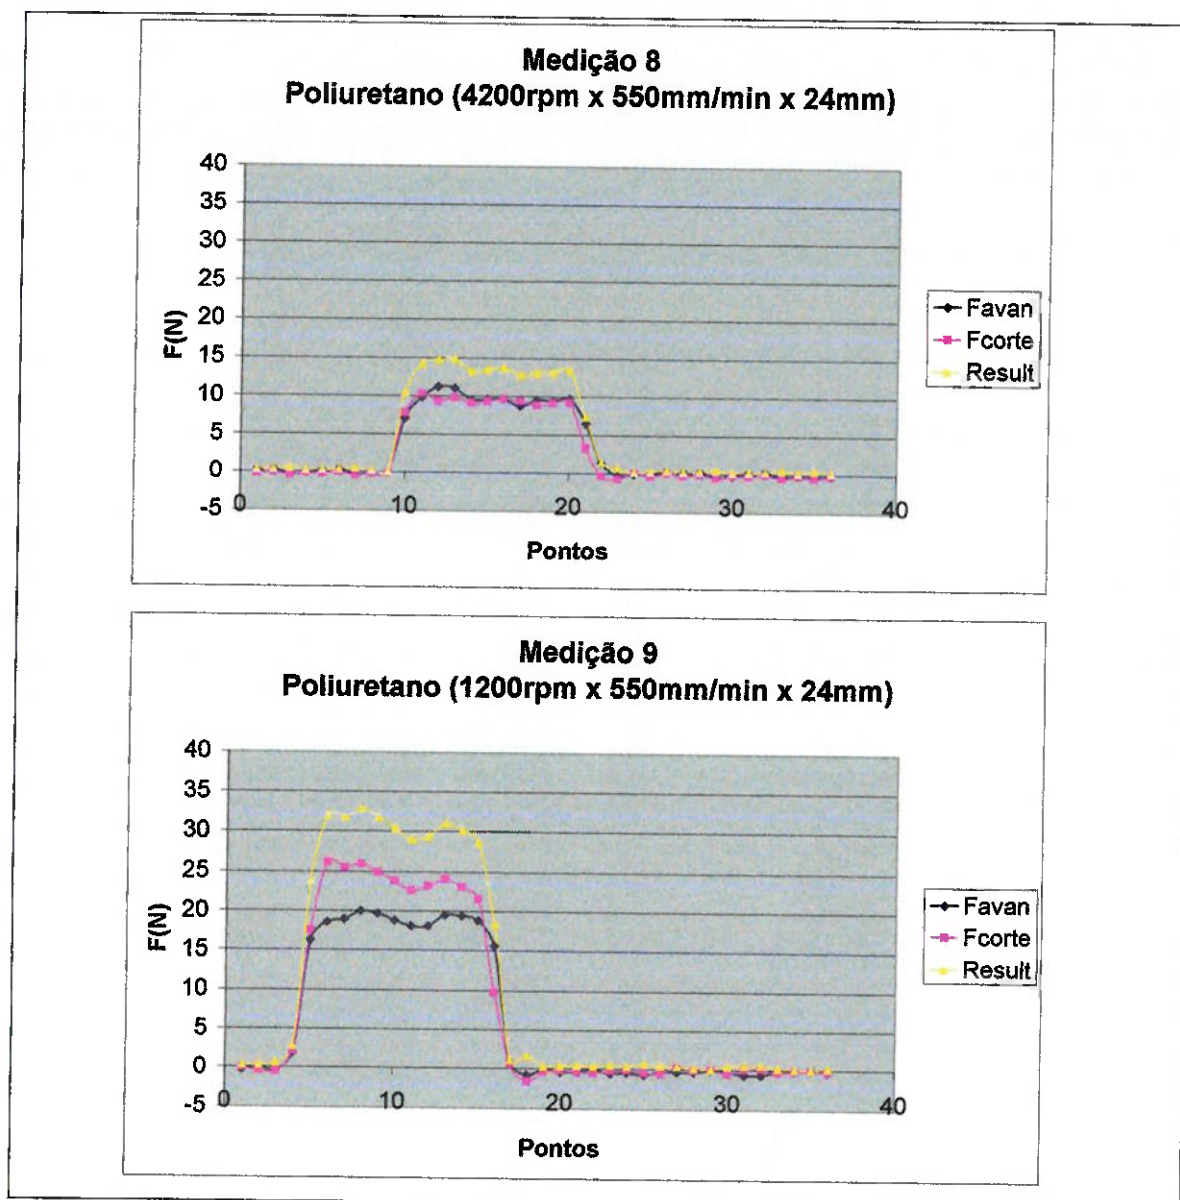 Medição 8
Poliuretano (4200rpm x 550mm/min x 24mm)
40
35
30
25
20
15
10
5
0
-5
F(N)
0
10
20
30
40
Pontos
Favan
Fcorte
Result
Medição 9
Poliuretano (1200rpm x 550mm/min x 24mm)
40
35
30
25
20
15
10
5
0
-5
F(N)
0
10
20
30
40
Pontos
Favan
Fcorte
Result